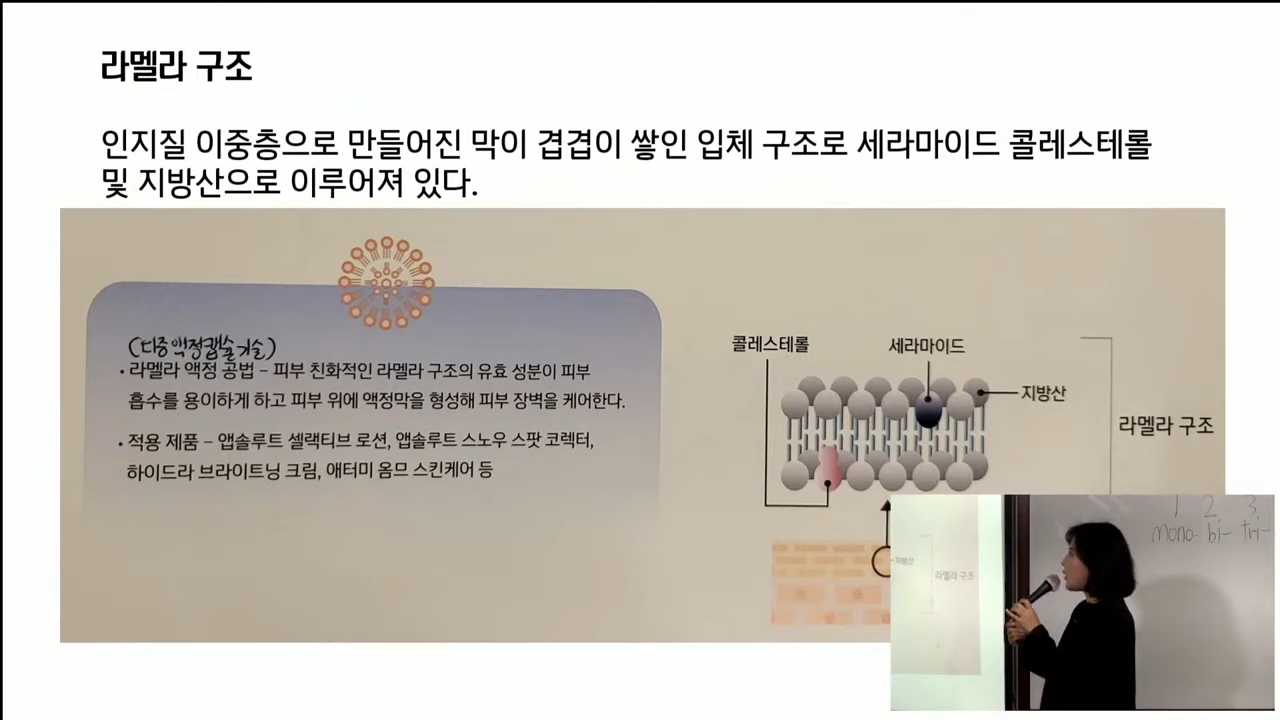 라멜라 구조
인지질 이중층으로 만들어진 막이 겹겹이 쌓인 입체 구조로 세라마이드 콜레스테롤
및 지방산으로 이루어져 있다.
(다중액정캡슐기술)
• 라멜라 액정 공법 – 피부 친화적인 라멜라 구조의 유효 성분이 피부
흡수를 용이하게 하고 피부 위에 액정막을 형성해 피부 장벽을 케어한다.
• 적용 제품 – 앱솔루트 셀랙티브 로션, 앱솔루트 스노우 스팟 코렉터,
하이드라 브라이트닝 크림, 애터미 옴므 스킨케어 등
콜레스테롤
세라마이드
지방산
라멜라 구조
1 2 3
mono- bi- tri-
지방산
라멜라 구조